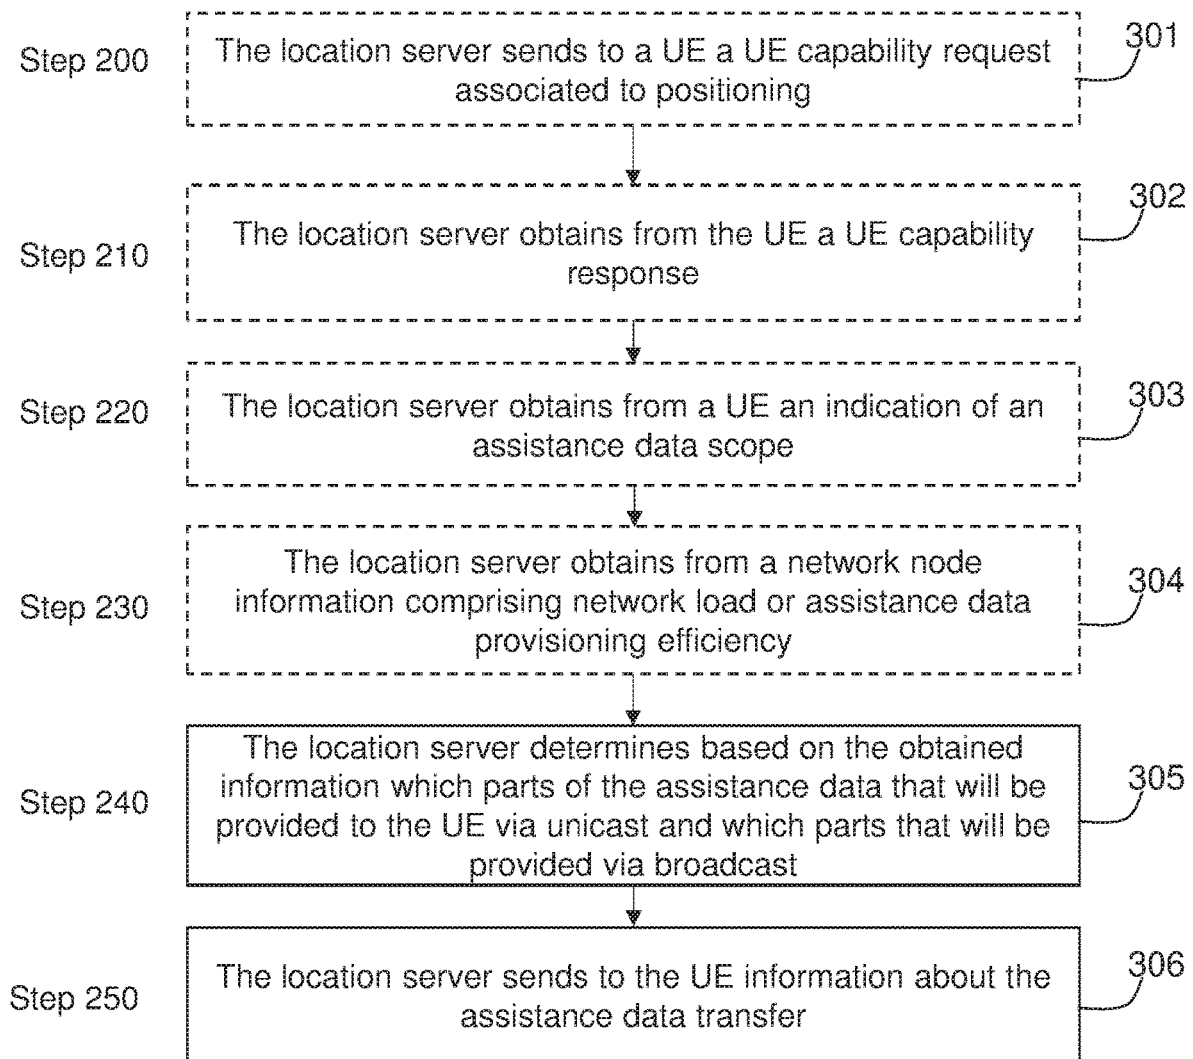 Step 200
The location server sends to a UE a UE capability request
associated to positioning
301
Step 210
The location server obtains from the UE a UE capability
response
302
Step 220
The location server obtains from a UE an indication of an
assistance data scope
303
Step 230
The location server obtains from a network node
information comprising network load or assistance data
provisioning efficiency
304
Step 240
The location server determines based on the obtained
information which parts of the assistance data that will be
provided to the UE via unicast and which parts that will be
provided via broadcast
305
Step 250
The location server sends to the UE information about the
assistance data transfer
306